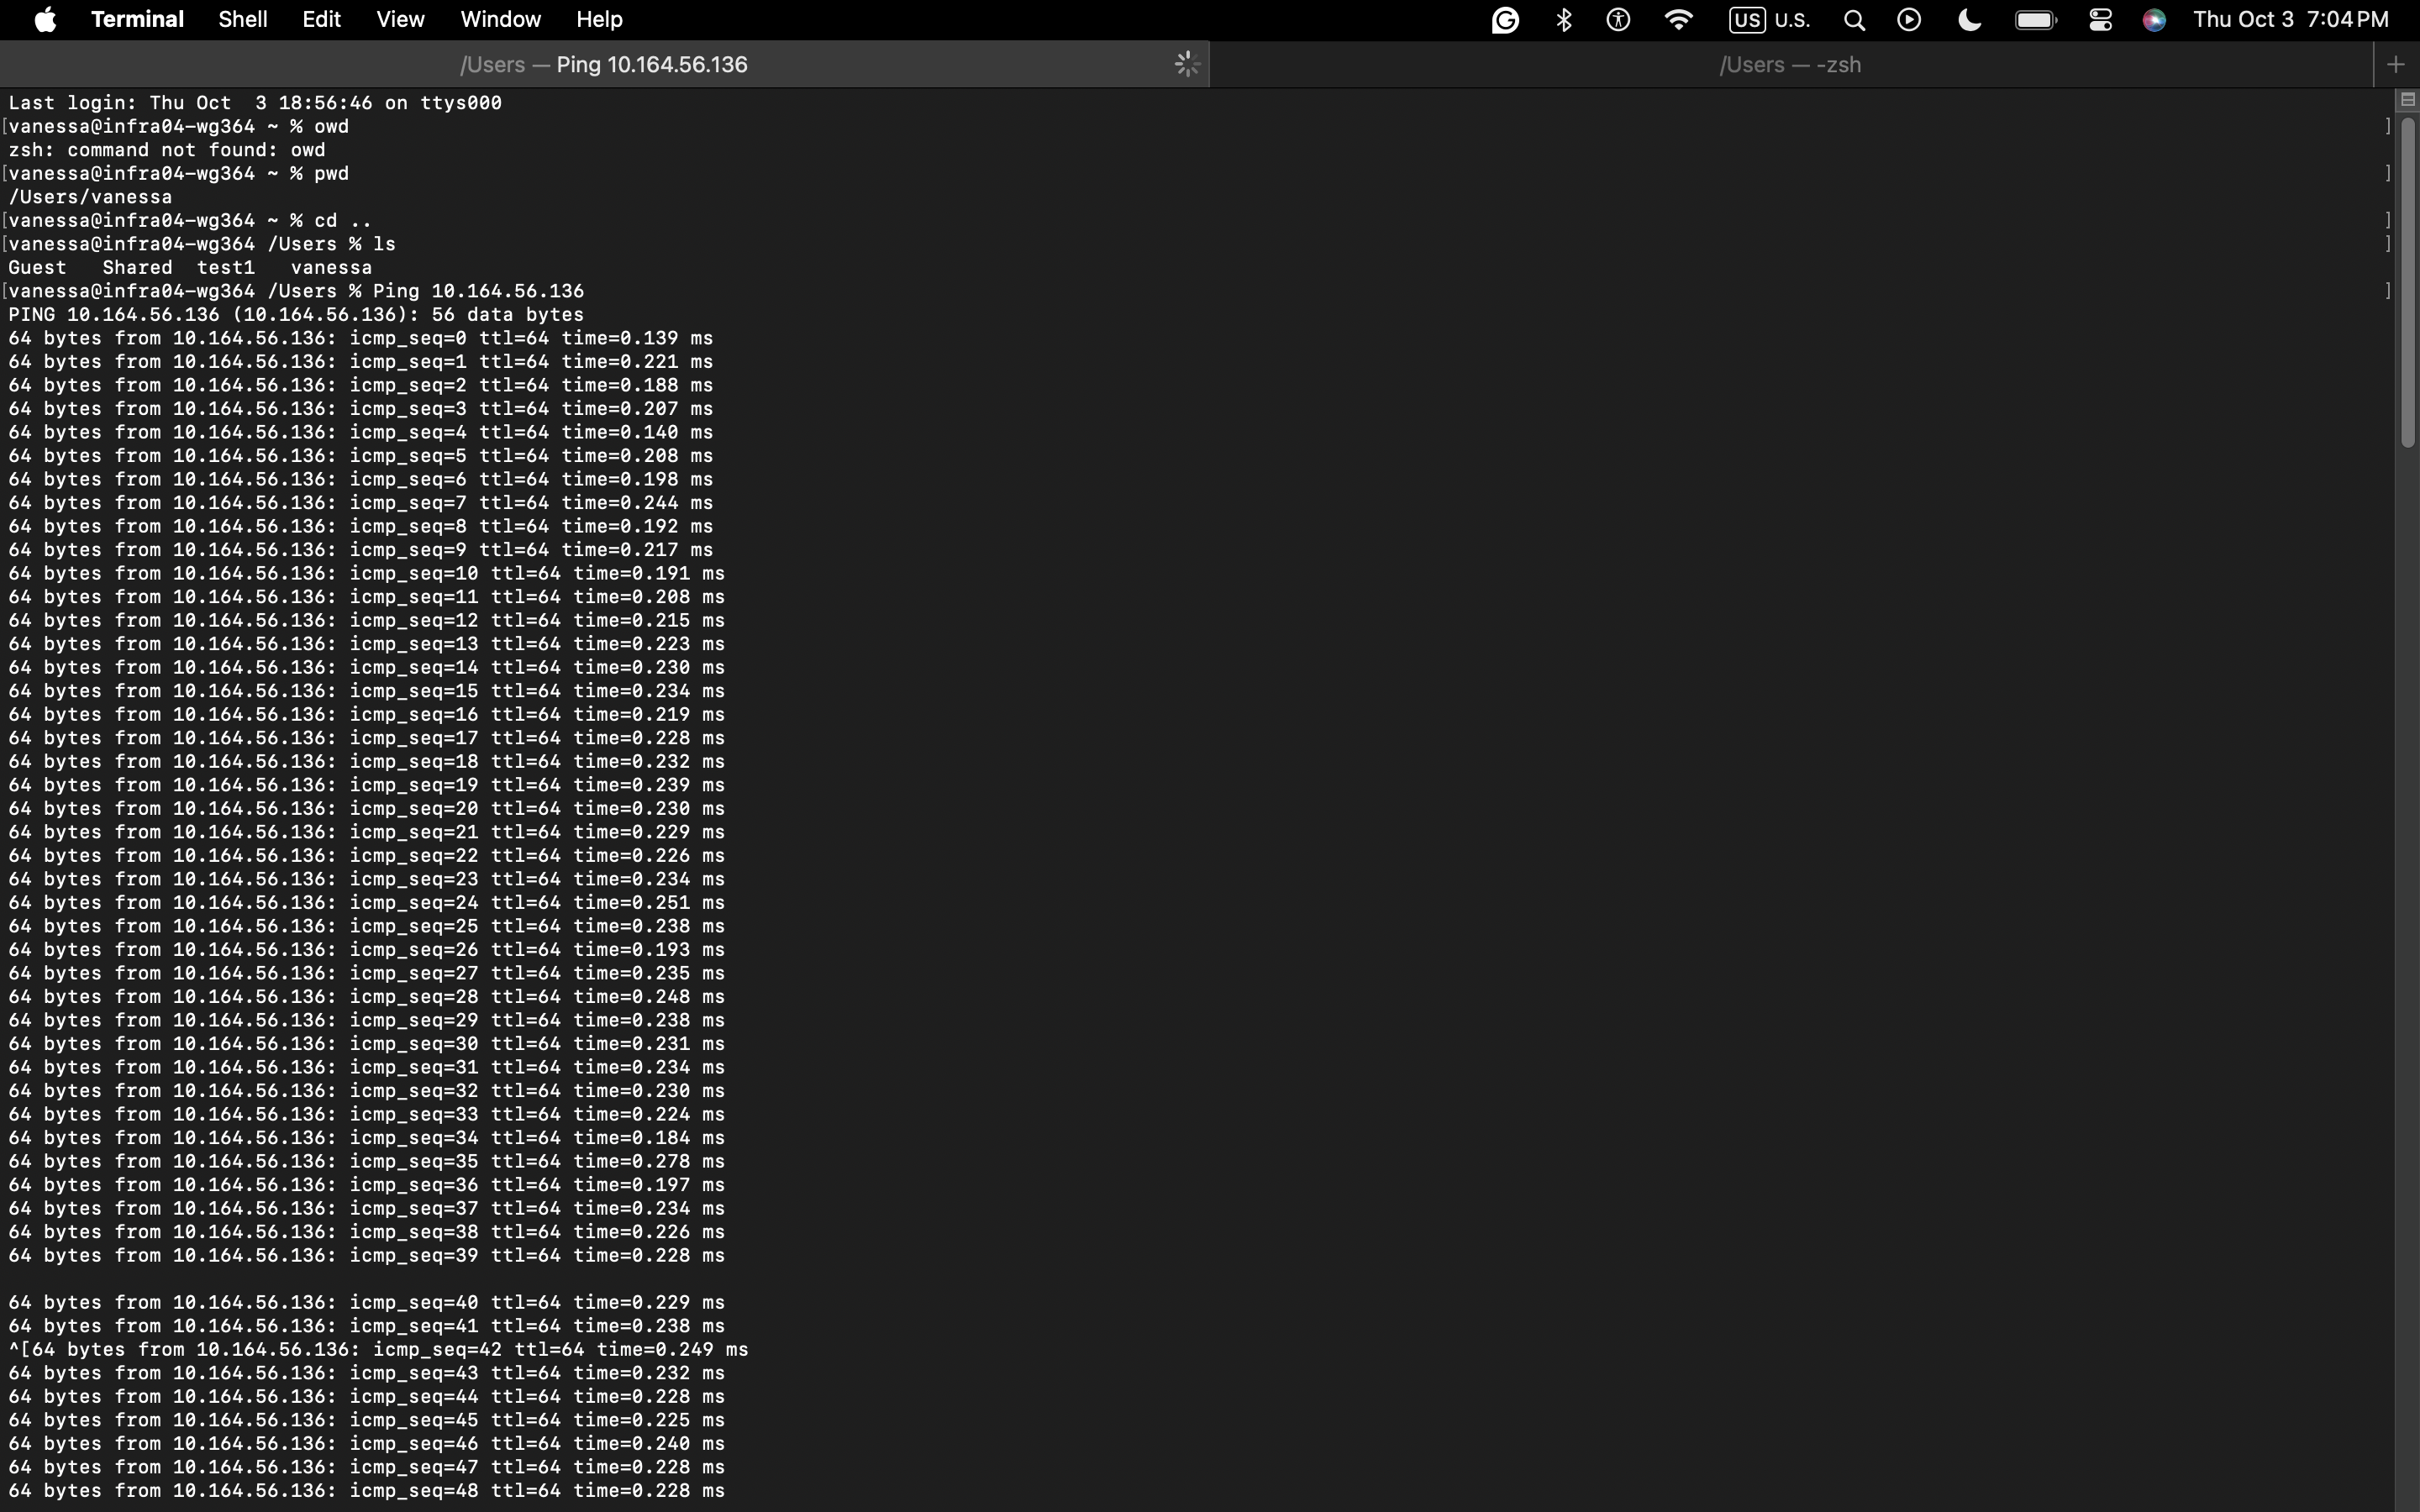 Terminal Shell Edit View Window Help US U.S. Thu Oct 3 7:04 PM
/Users — Ping 10.164.56.136 /Users — -zsh +
Last login: Thu Oct  3 18:56:46 on ttys000
[vanessa@infra04-wg364 ~ % owd ]
zsh: command not found: owd
[vanessa@infra04-wg364 ~ % pwd ]
/Users/vanessa
[vanessa@infra04-wg364 ~ % cd .. ]
[vanessa@infra04-wg364 /Users % ls ]
Guest   Shared  test1   vanessa
[vanessa@infra04-wg364 /Users % Ping 10.164.56.136 ]
PING 10.164.56.136 (10.164.56.136): 56 data bytes
64 bytes from 10.164.56.136: icmp_seq=0 ttl=64 time=0.139 ms
64 bytes from 10.164.56.136: icmp_seq=1 ttl=64 time=0.221 ms
64 bytes from 10.164.56.136: icmp_seq=2 ttl=64 time=0.188 ms
64 bytes from 10.164.56.136: icmp_seq=3 ttl=64 time=0.207 ms
64 bytes from 10.164.56.136: icmp_seq=4 ttl=64 time=0.140 ms
64 bytes from 10.164.56.136: icmp_seq=5 ttl=64 time=0.208 ms
64 bytes from 10.164.56.136: icmp_seq=6 ttl=64 time=0.198 ms
64 bytes from 10.164.56.136: icmp_seq=7 ttl=64 time=0.244 ms
64 bytes from 10.164.56.136: icmp_seq=8 ttl=64 time=0.192 ms
64 bytes from 10.164.56.136: icmp_seq=9 ttl=64 time=0.217 ms
64 bytes from 10.164.56.136: icmp_seq=10 ttl=64 time=0.191 ms
64 bytes from 10.164.56.136: icmp_seq=11 ttl=64 time=0.208 ms
64 bytes from 10.164.56.136: icmp_seq=12 ttl=64 time=0.215 ms
64 bytes from 10.164.56.136: icmp_seq=13 ttl=64 time=0.223 ms
64 bytes from 10.164.56.136: icmp_seq=14 ttl=64 time=0.230 ms
64 bytes from 10.164.56.136: icmp_seq=15 ttl=64 time=0.234 ms
64 bytes from 10.164.56.136: icmp_seq=16 ttl=64 time=0.219 ms
64 bytes from 10.164.56.136: icmp_seq=17 ttl=64 time=0.228 ms
64 bytes from 10.164.56.136: icmp_seq=18 ttl=64 time=0.232 ms
64 bytes from 10.164.56.136: icmp_seq=19 ttl=64 time=0.239 ms
64 bytes from 10.164.56.136: icmp_seq=20 ttl=64 time=0.230 ms
64 bytes from 10.164.56.136: icmp_seq=21 ttl=64 time=0.229 ms
64 bytes from 10.164.56.136: icmp_seq=22 ttl=64 time=0.226 ms
64 bytes from 10.164.56.136: icmp_seq=23 ttl=64 time=0.234 ms
64 bytes from 10.164.56.136: icmp_seq=24 ttl=64 time=0.251 ms
64 bytes from 10.164.56.136: icmp_seq=25 ttl=64 time=0.238 ms
64 bytes from 10.164.56.136: icmp_seq=26 ttl=64 time=0.193 ms
64 bytes from 10.164.56.136: icmp_seq=27 ttl=64 time=0.235 ms
64 bytes from 10.164.56.136: icmp_seq=28 ttl=64 time=0.248 ms
64 bytes from 10.164.56.136: icmp_seq=29 ttl=64 time=0.238 ms
64 bytes from 10.164.56.136: icmp_seq=30 ttl=64 time=0.231 ms
64 bytes from 10.164.56.136: icmp_seq=31 ttl=64 time=0.234 ms
64 bytes from 10.164.56.136: icmp_seq=32 ttl=64 time=0.230 ms
64 bytes from 10.164.56.136: icmp_seq=33 ttl=64 time=0.224 ms
64 bytes from 10.164.56.136: icmp_seq=34 ttl=64 time=0.184 ms
64 bytes from 10.164.56.136: icmp_seq=35 ttl=64 time=0.278 ms
64 bytes from 10.164.56.136: icmp_seq=36 ttl=64 time=0.197 ms
64 bytes from 10.164.56.136: icmp_seq=37 ttl=64 time=0.234 ms
64 bytes from 10.164.56.136: icmp_seq=38 ttl=64 time=0.226 ms
64 bytes from 10.164.56.136: icmp_seq=39 ttl=64 time=0.228 ms
64 bytes from 10.164.56.136: icmp_seq=40 ttl=64 time=0.229 ms
64 bytes from 10.164.56.136: icmp_seq=41 ttl=64 time=0.238 ms
^[64 bytes from 10.164.56.136: icmp_seq=42 ttl=64 time=0.249 ms
64 bytes from 10.164.56.136: icmp_seq=43 ttl=64 time=0.232 ms
64 bytes from 10.164.56.136: icmp_seq=44 ttl=64 time=0.228 ms
64 bytes from 10.164.56.136: icmp_seq=45 ttl=64 time=0.225 ms
64 bytes from 10.164.56.136: icmp_seq=46 ttl=64 time=0.240 ms
64 bytes from 10.164.56.136: icmp_seq=47 ttl=64 time=0.228 ms
64 bytes from 10.164.56.136: icmp_seq=48 ttl=64 time=0.228 ms